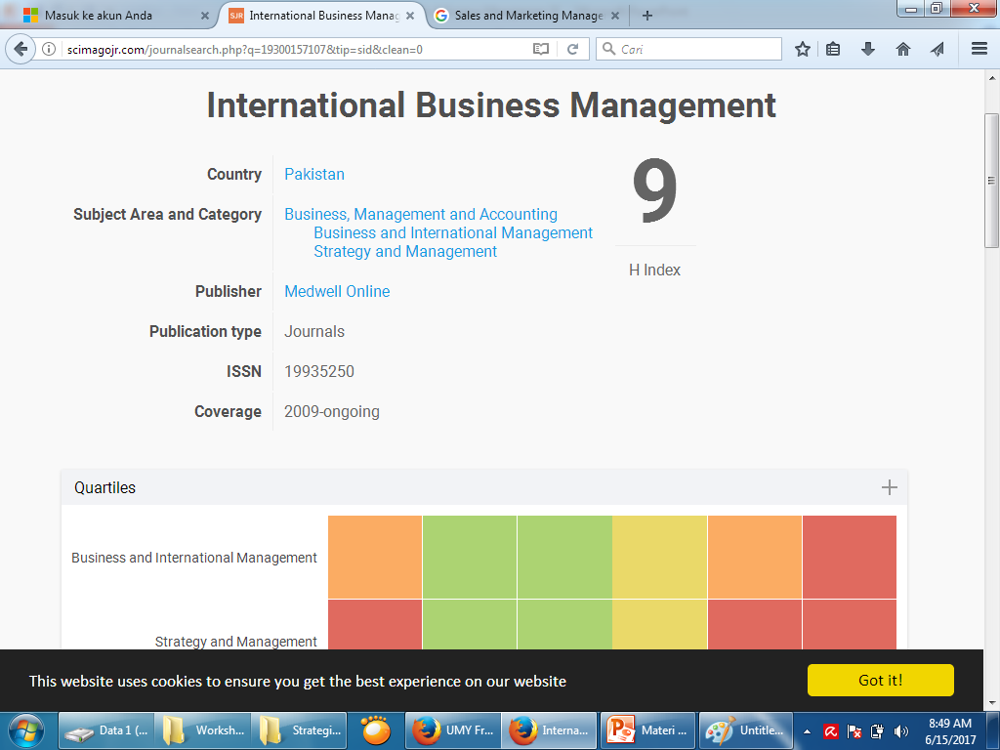 Masuk ke akun Anda
SJR
International Business Manag
Sales and Marketing Manage
scimagojr.com/journalsearch.php?q=19300157107&tip=sid&clean=0
Cari
International Business Management
Country
Pakistan
Subject Area and Category
Business, Management and Accounting
Business and International Management
Strategy and Management
Publisher
Medwell Online
Publication type
Journals
ISSN
19935250
Coverage
2009-ongoing
9
H Index
Quartiles
Business and International Management
Strategy and Management
This website uses cookies to ensure you get the best experience on our website
Got it!
Data 1 (...
Worksh...
Strategi...
UMY Fr...
Interna...
Materi ...
Untitle...
8:49 AM
6/15/2017